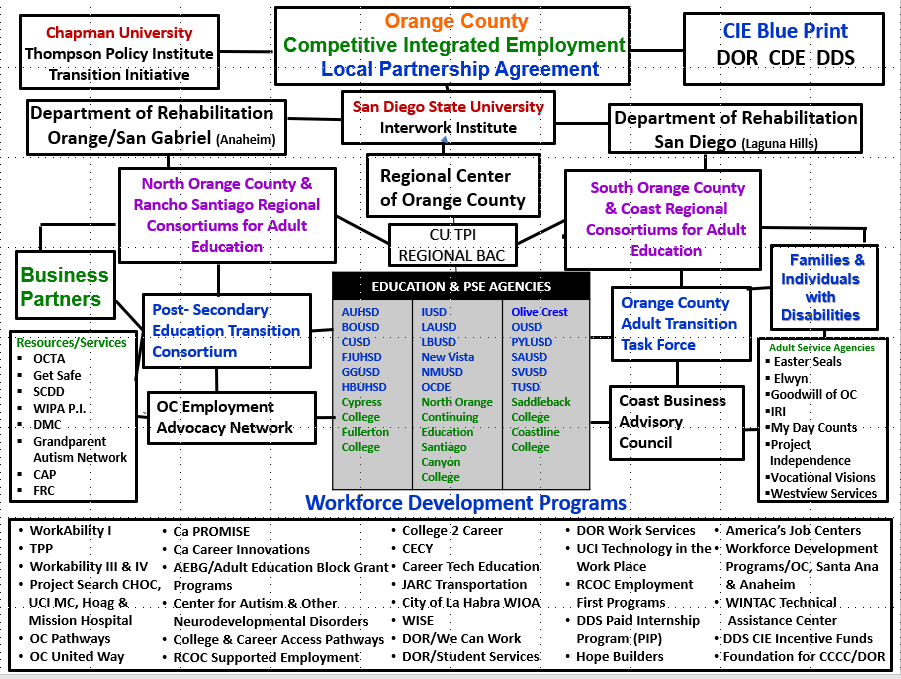 Chapman University
Thompson Policy Institute
Transition Initiative
Orange County
Competitive Integrated Employment
Local Partnership Agreement
CIE Blue Print
DOR CDE DDS
Department of Rehabilitation
Orange/San Gabriel (Anaheim)
San Diego State University
Interwork Institute
Department of Rehabilitation
San Diego (Laguna Hills)
North Orange County &
Rancho Santiago Regional
Consortiums for Adult
Education
Regional Center
of Orange County
South Orange County
& Coast Regional
Consortiums for Adult
Education
CU TPI
REGIONAL BAC
Business
Partners
Families &
Individuals
with
Disabilities
Post- Secondary
Education Transition
Consortium
EDUCATION & PSE AGENCIES
AUHSD
BOUSD
CUSD
FJUHSD
GGUSD
HBUHSD
Cypress
College
Fullerton
College
IUSD
LAUSD
LBUSD
New Vista
NMUSD
OCDE
North Orange
Continuing
Education
Santiago
Canyon
College
Olive Crest
OUSD
PYLUSD
SAUSD
SVUSD
TUSD
Saddleback
College
Coastline
College
Orange County
Adult Transition
Task Force
Resources/Services
▪ OCTA
▪ Get Safe
▪ SCDD
▪ WIPA P.I.
▪ DMC
▪ Grandparent
Autism Network
▪ CAP
▪ FRC
OC Employment
Advocacy Network
Coast Business
Advisory
Council
Adult Service Agencies
▪ Easter Seals
▪ Elwyn
▪Goodwill of OC
▪IRI
▪My Day Counts
▪Project
Independence
▪Vocational Visions
▪Westview Services
Workforce Development Programs
• WorkAbility I
• TPP
• Workability III & IV
• Project Search CHOC,
UCI MC, Hoag &
Mission Hospital
• OC Pathways
• OC United Way
• Ca PROMISE
• Ca Career Innovations
• AEBG/Adult Education Block Grant
Programs
• Center for Autism & Other
Neurodevelopmental Disorders
• College & Career Access Pathways
• RCOC Supported Employment
• College 2 Career
• CECY
• Career Tech Education
• JARC Transportation
• City of La Habra WIOA
• WISE
• DOR/We Can Work
• DOR/Student Services
• DOR Work Services
• UCI Technology in the
Work Place
• RCOC Employment
First Programs
• DDS Paid Internship
Program (PIP)
• Hope Builders
• America's Job Centers
• Workforce Development
Programs/OC, Santa Ana
& Anaheim
• WINTAC Technical
Assistance Center
• DDS CIE Incentive Funds
• Foundation for CCCC/DOR